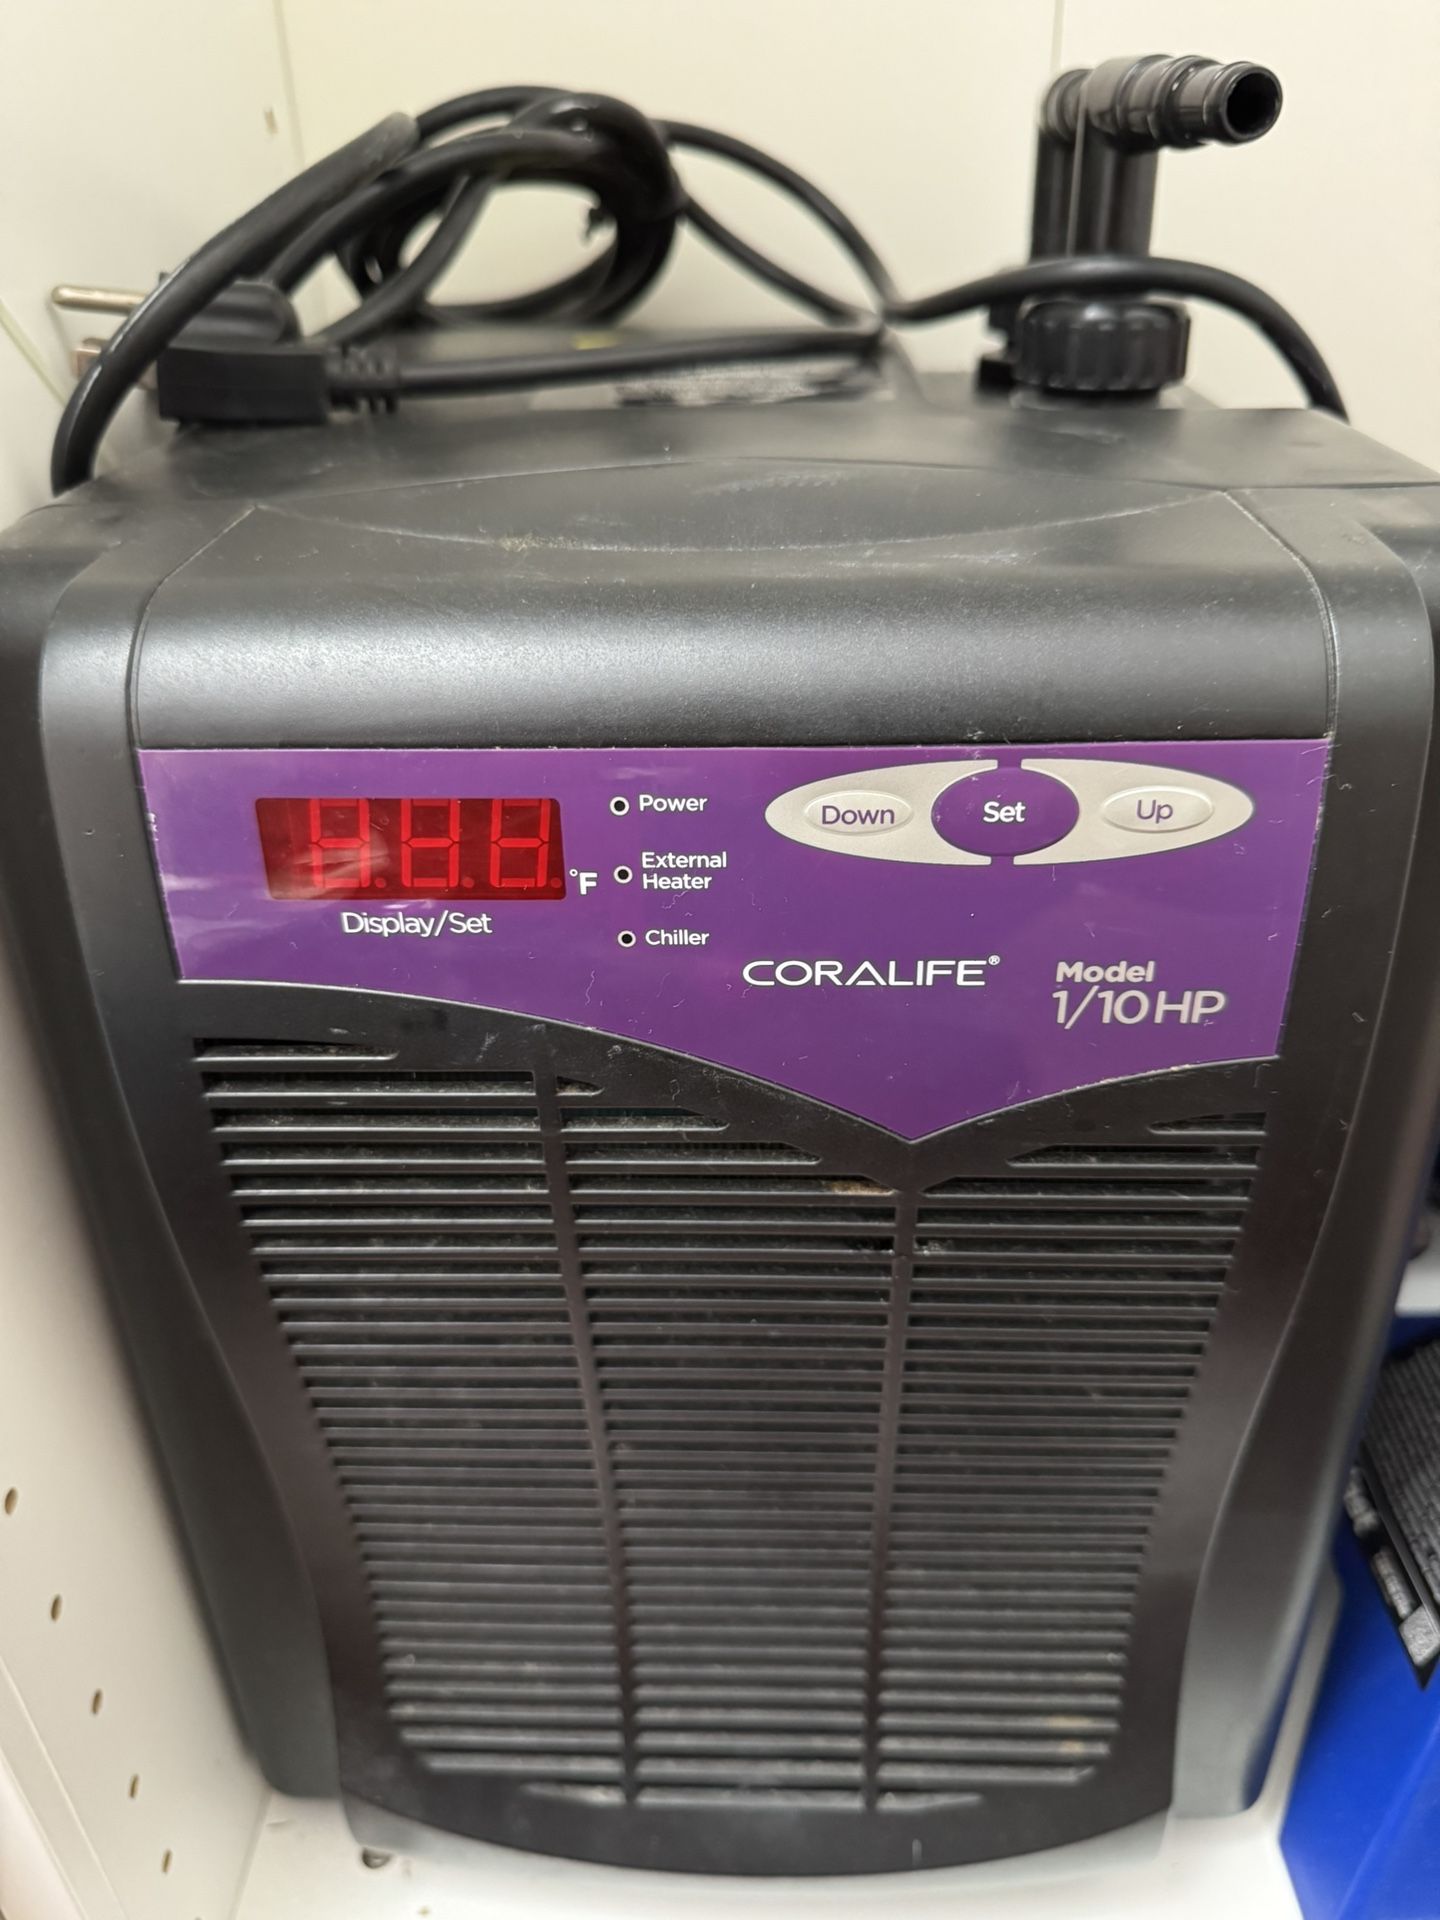 Power
Down
Set
Up
External
Heater
°F
Display/Set
Chiller
CORALIFE®
Model
1/10 HP